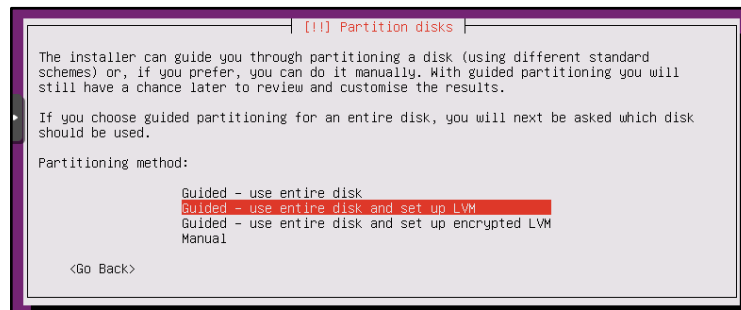 [!!] Partition disks
The installer can guide you through partitioning a disk (using different standard
schemes) or, if you prefer, you can do it manually. With guided partitioning you will
still have a chance later to review and customise the results.
If you choose guided partitioning for an entire disk, you will next be asked which disk
should be used.
Partitioning method:
Guided - use entire disk
Guided - use entire disk and set up LVM
Guided - use entire disk and set up encrypted LVM
Manual
<Go Back>